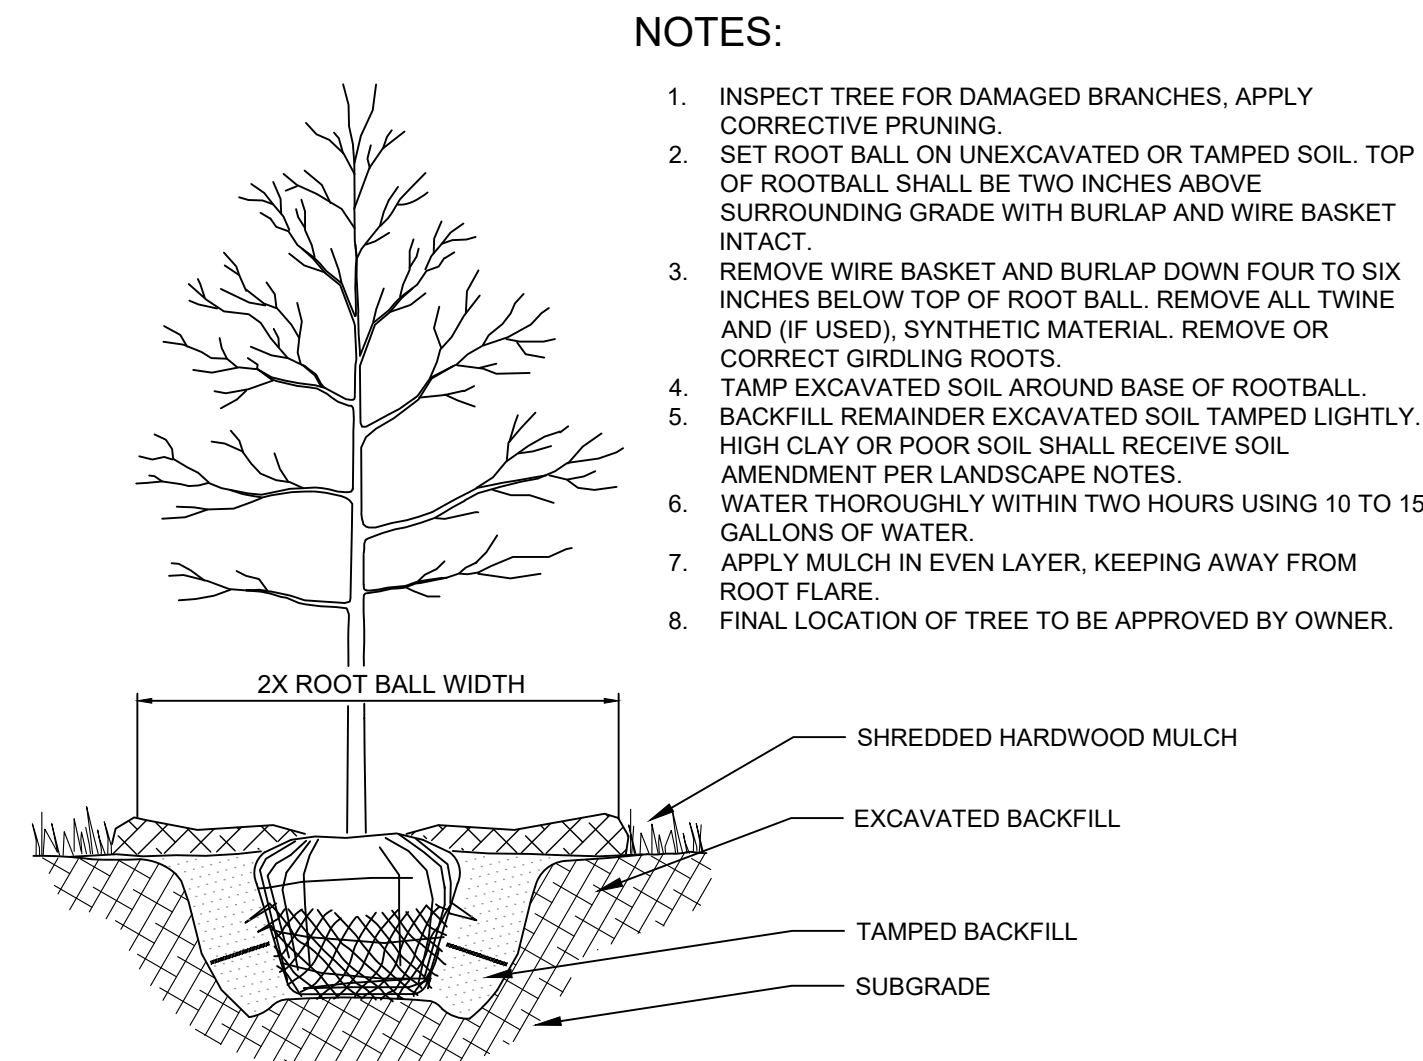 NOTES:
1. INSPECT TREE FOR DAMAGED BRANCHES, APPLY
CORRECTIVE PRUNING.
2. SET ROOT BALL ON UNEXCAVATED OR TAMPED SOIL. TOP
OF ROOTBALL SHALL BE TWO INCHES ABOVE
SURROUNDING GRADE WITH BURLAP AND WIRE BASKET
INTACT.
3. REMOVE WIRE BASKET AND BURLAP DOWN FOUR TO SIX
INCHES BELOW TOP OF ROOT BALL. REMOVE ALL TWINE
AND (IF USED), SYNTHETIC MATERIAL. REMOVE OR
CORRECT GIRDLING ROOTS.
4. TAMP EXCAVATED SOIL AROUND BASE OF ROOTBALL.
5. BACKFILL REMAINDER EXCAVATED SOIL TAMPED LIGHTLY.
HIGH CLAY OR POOR SOIL SHALL RECEIVE SOIL
AMENDMENT PER LANDSCAPE NOTES.
6. WATER THOROUGHLY WITHIN TWO HOURS USING 10 TO 15
GALLONS OF WATER.
7. APPLY MULCH IN EVEN LAYER, KEEPING AWAY FROM
ROOT FLARE.
8. FINAL LOCATION OF TREE TO BE APPROVED BY OWNER.
2X ROOT BALL WIDTH
SHREDDED HARDWOOD MULCH
EXCAVATED BACKFILL
TAMPED BACKFILL
SUBGRADE